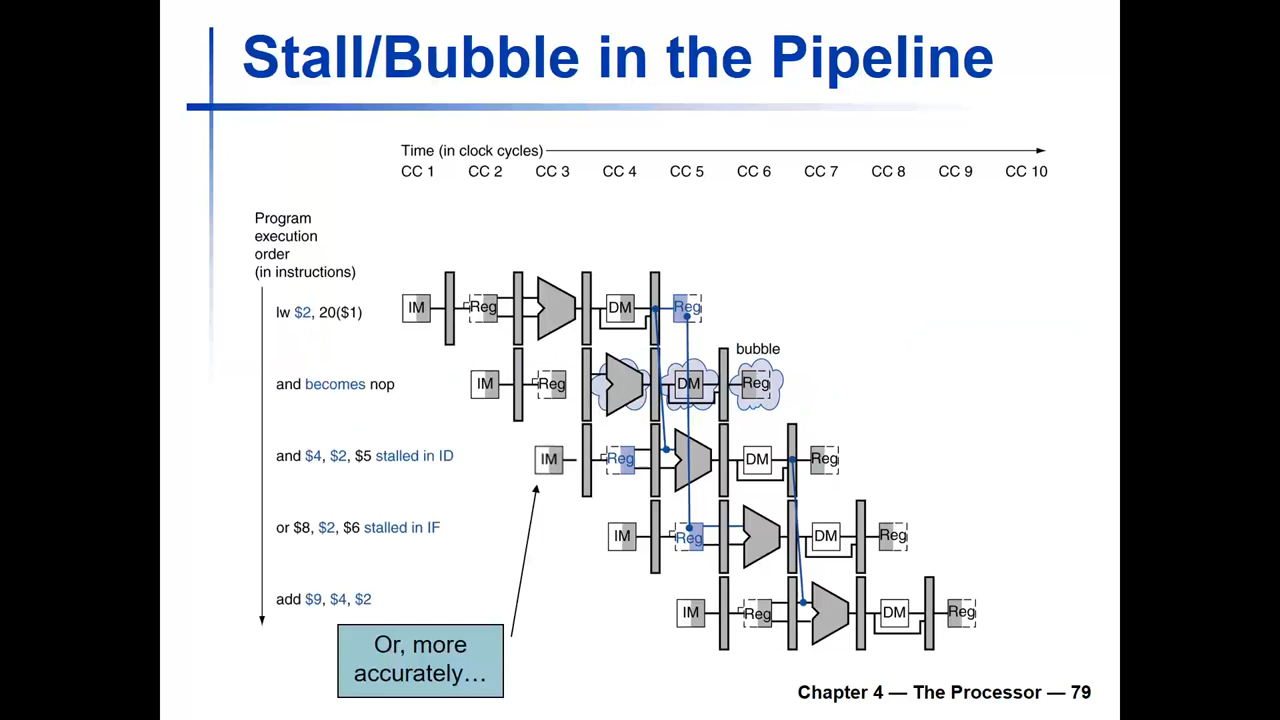 Stall/Bubble in the Pipeline
Time (in clock cycles)
CC 1 CC 2 CC 3 CC 4 CC 5 CC 6 CC 7 CC 8 CC 9 CC 10
Program
execution
order
(in instructions)
lw $2, 20($1)
IM Reg DM Reg
bubble
and becomes nop
IM Reg DM Reg
and $4, $2, $5 stalled in ID
IM Reg DM Reg
or $8, $2, $6 stalled in IF
IM Reg DM Reg
add $9, $4, $2
IM Reg DM Reg
Or, more
accurately…
Chapter 4 — The Processor — 79